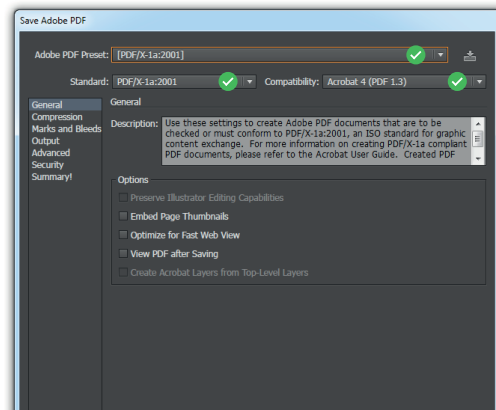 Save Adobe PDF
Adobe PDF Preset: [PDF/X-1a:2001]
Standard: PDF/X-1a:2001 Compatibility: Acrobat 4 (PDF 1.3)
General
Compression
Marks and Bleeds
Output
Advanced
Security
Summary!
General
Description: Use these settings to create Adobe PDF documents that are to be
checked or must conform to PDF/X-1a:2001, an ISO standard for graphic
content exchange. For more information on creating PDF/X-1a compliant
PDF documents, please refer to the Acrobat User Guide. Created PDF
Options
Preserve Illustrator Editing Capabilities
Embed Page Thumbnails
Optimize for Fast Web View
View PDF after Saving
Create Acrobat Layers from Top-Level Layers